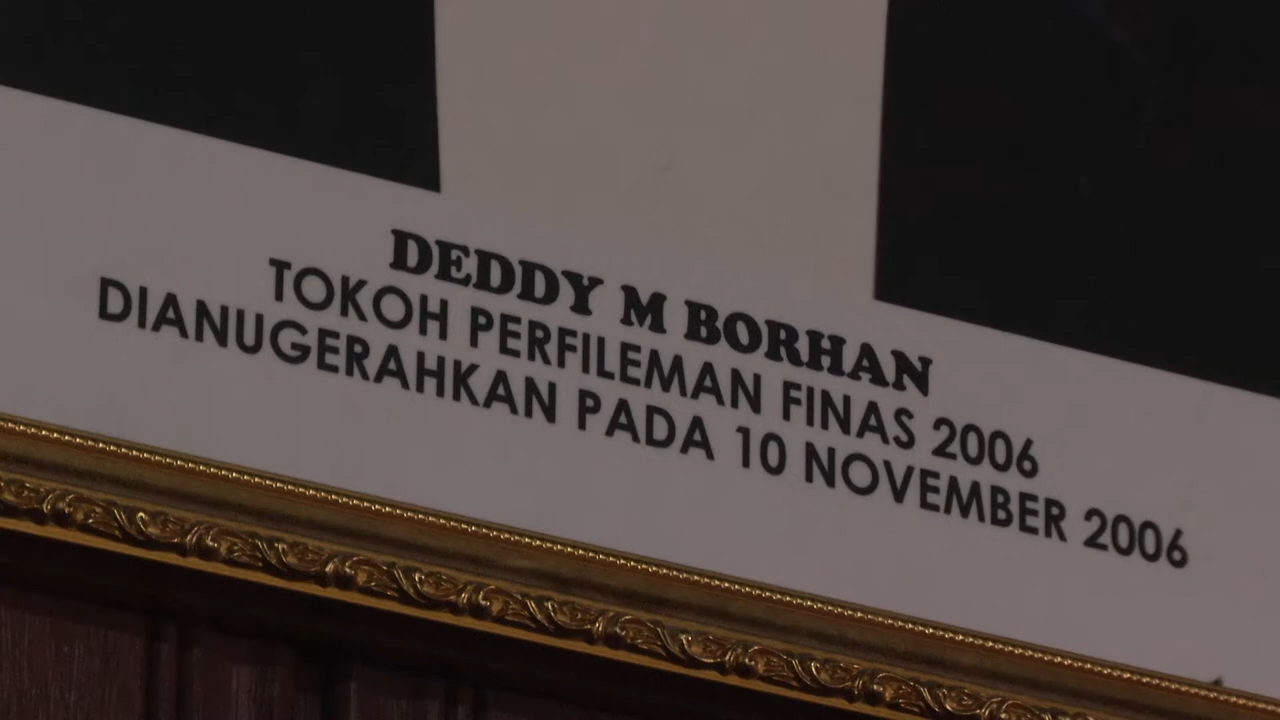 DEDDY M BORHAN
TOKOH PERFILEMAN FINAS 2006
DIANUGERAHKAN PADA 10 NOVEMBER 2006